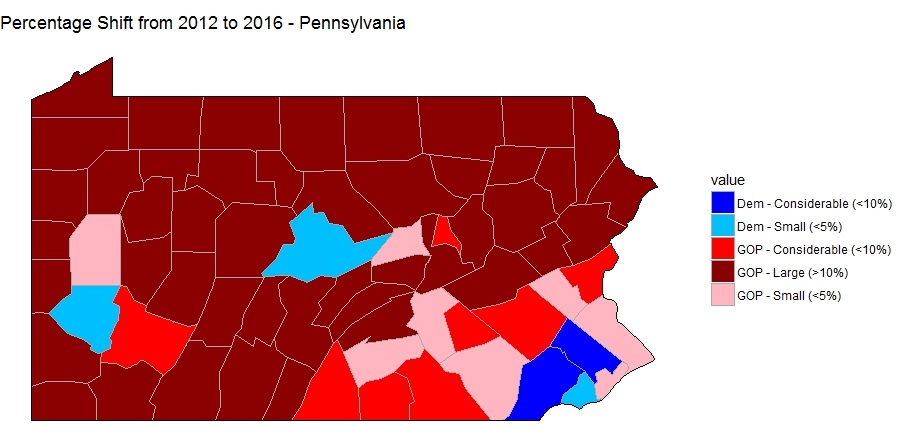 Percentage Shift from 2012 to 2016 - Pennsylvania
value
Dem - Considerable (<10%)
Dem - Small (<5%)
GOP - Considerable (<10%)
GOP - Large (>10%)
GOP - Small (<5%)